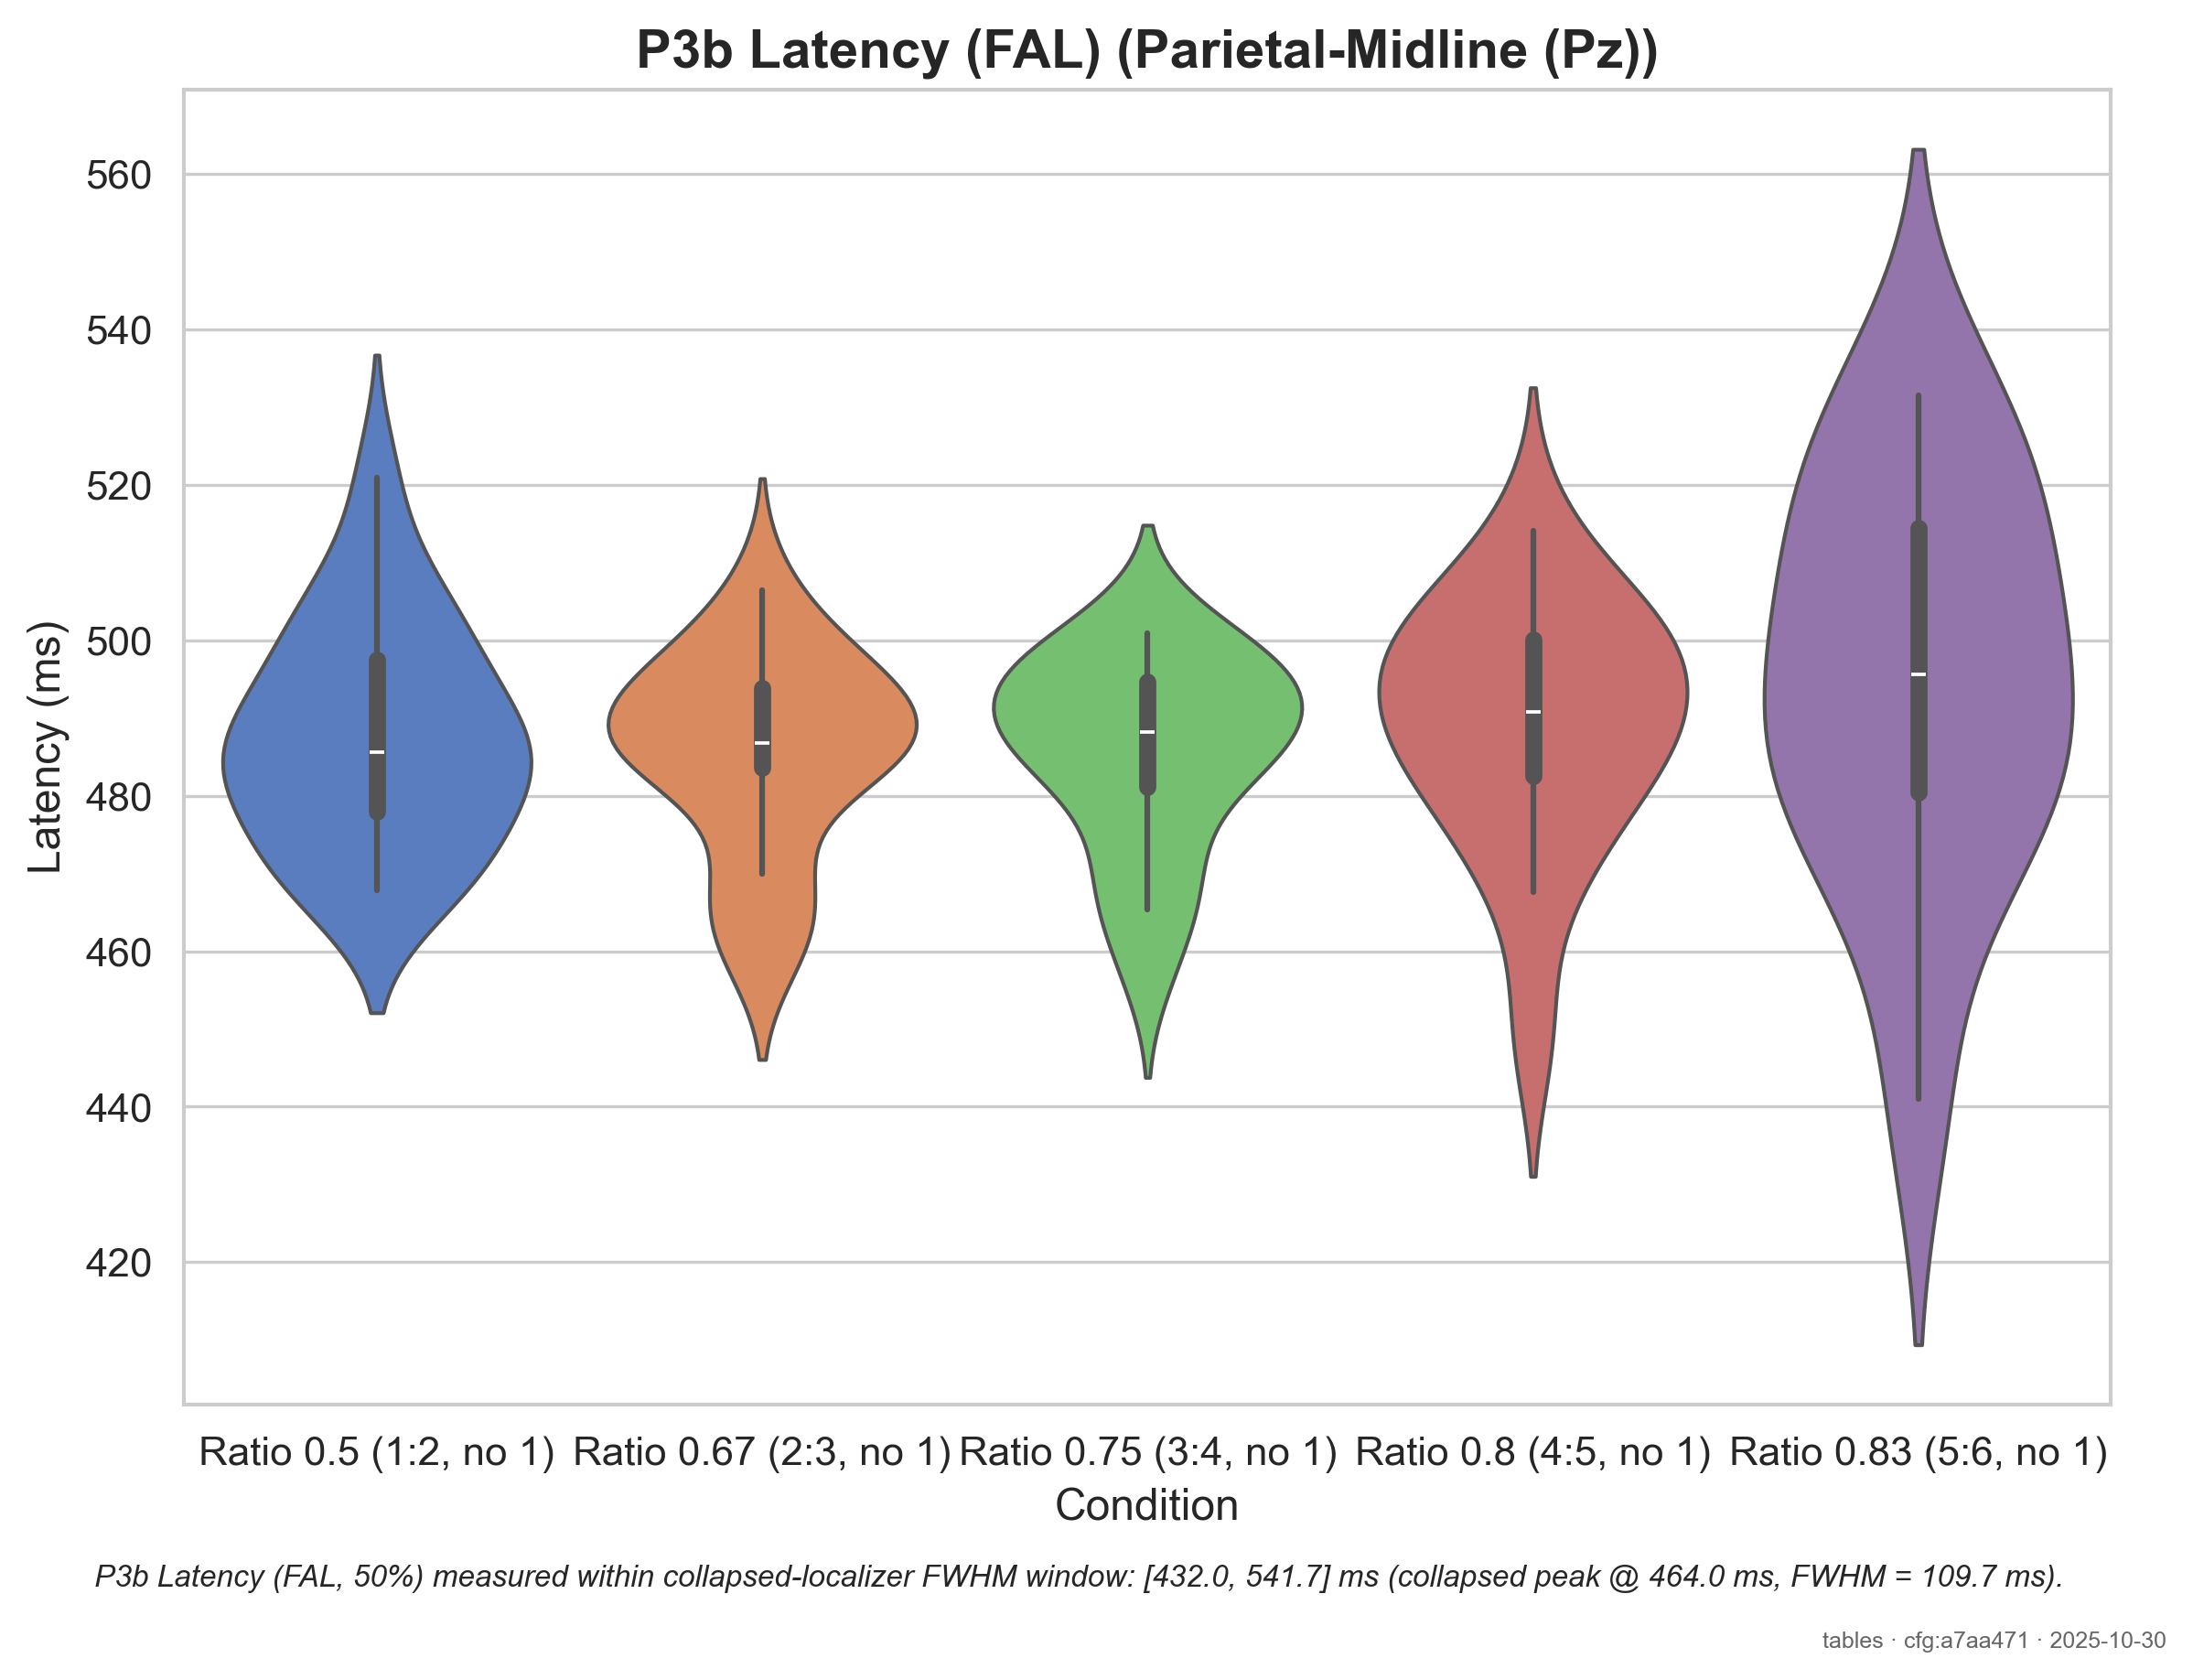 P3b Latency (FAL) (Parietal-Midline (Pz))
Latency (ms)
560
540
520
500
480
460
440
420
Ratio 0.5 (1:2, no 1)
Ratio 0.67 (2:3, no 1)
Ratio 0.75 (3:4, no 1)
Ratio 0.8 (4:5, no 1)
Ratio 0.83 (5:6, no 1)
Condition
P3b Latency (FAL, 50%) measured within collapsed-localizer FWHM window: [432.0, 541.7] ms (collapsed peak @ 464.0 ms, FWHM = 109.7 ms).
tables · cfg:a7aa471 · 2025-10-30